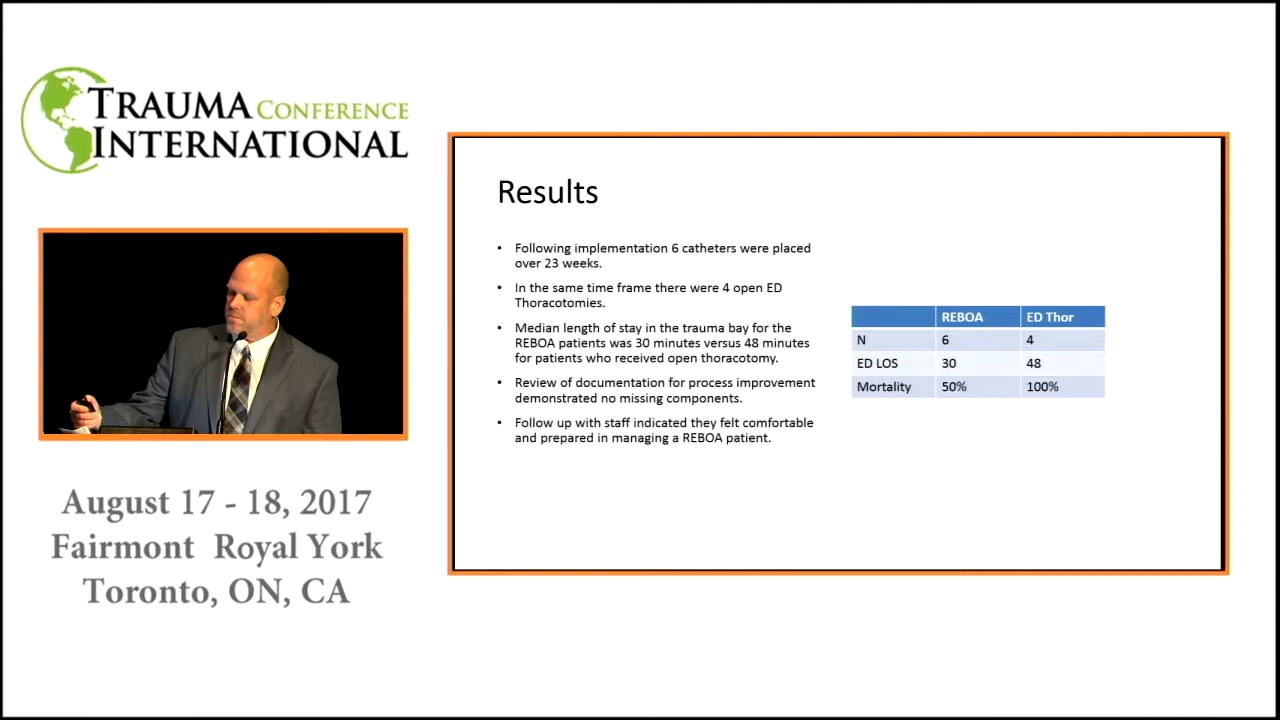 TRAUMA CONFERENCE
INTERNATIONAL
August 17 - 18, 2017
Fairmont Royal York
Toronto, ON, CA
Results
• Following implementation 6 catheters were placed
over 23 weeks.
• In the same time frame there were 4 open ED
Thoracotomies.
• Median length of stay in the trauma bay for the
REBOA patients was 30 minutes versus 48 minutes
for patients who received open thoracotomy.
• Review of documentation for process improvement
demonstrated no missing components.
• Follow up with staff indicated they felt comfortable
and prepared in managing a REBOA patient.
REBOA ED Thor
N 6 4
ED LOS 30 48
Mortality 50% 100%